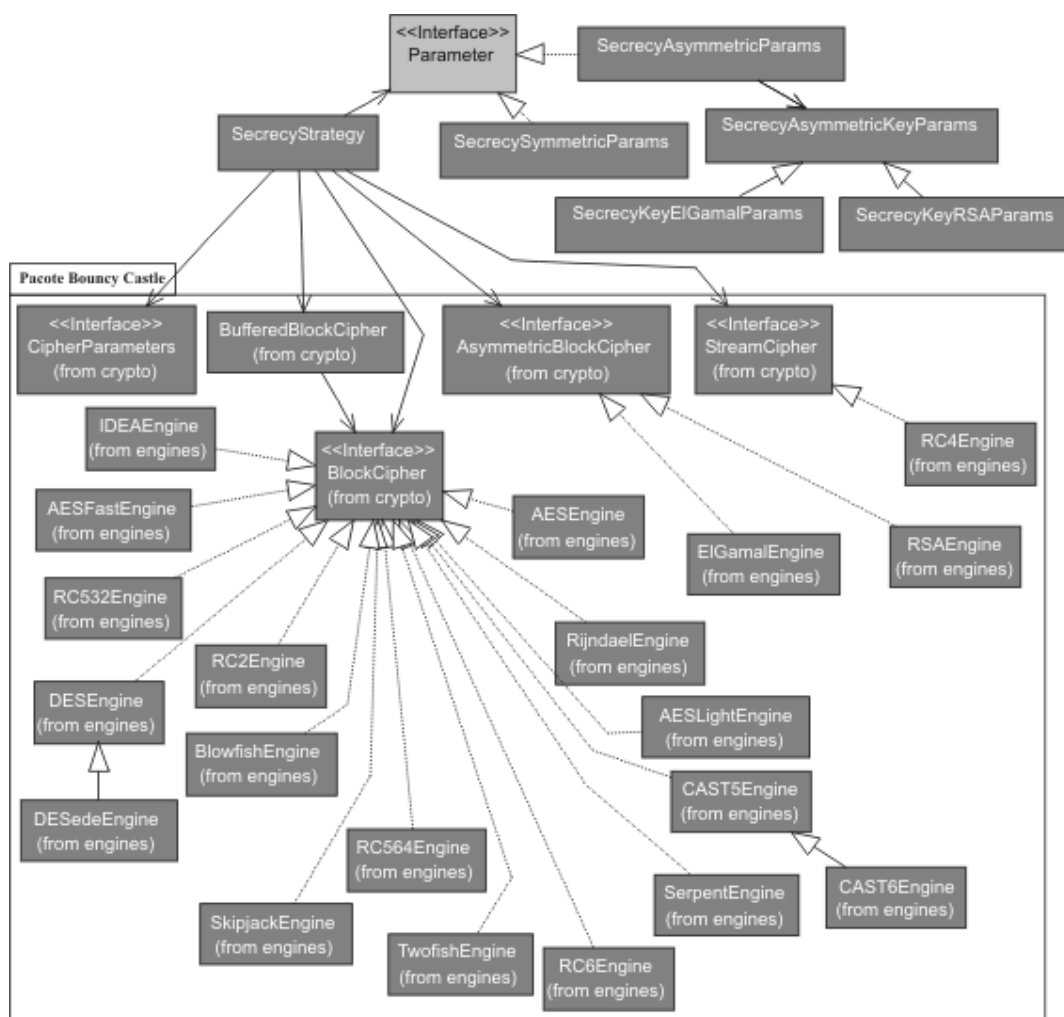 <<Interface>>
Parameter
SecrecyAsymmetricParams
SecrecyStrategy
SecrecySymmetricParams
SecrecyAsymmetricKeyParams
SecrecyKeyElGamalParams
SecrecyKeyRSAParams
Pacote Bouncy Castle
<<Interface>>
CipherParameters
(from crypto)
BufferedBlockCipher
(from crypto)
<<Interface>>
AsymmetricBlockCipher
(from crypto)
<<Interface>>
StreamCipher
(from crypto)
IDEAEngine
(from engines)
<<Interface>>
BlockCipher
(from crypto)
RC4Engine
(from engines)
AESFastEngine
(from engines)
AESEngine
(from engines)
ElGamalEngine
(from engines)
RSAEngine
(from engines)
RC532Engine
(from engines)
RC2Engine
(from engines)
RijndaelEngine
(from engines)
DESEngine
(from engines)
AESLightEngine
(from engines)
BlowfishEngine
(from engines)
CAST5Engine
(from engines)
DESedeEngine
(from engines)
RC564Engine
(from engines)
SerpentEngine
(from engines)
CAST6Engine
(from engines)
SkipjackEngine
(from engines)
TwofishEngine
(from engines)
RC6Engine
(from engines)